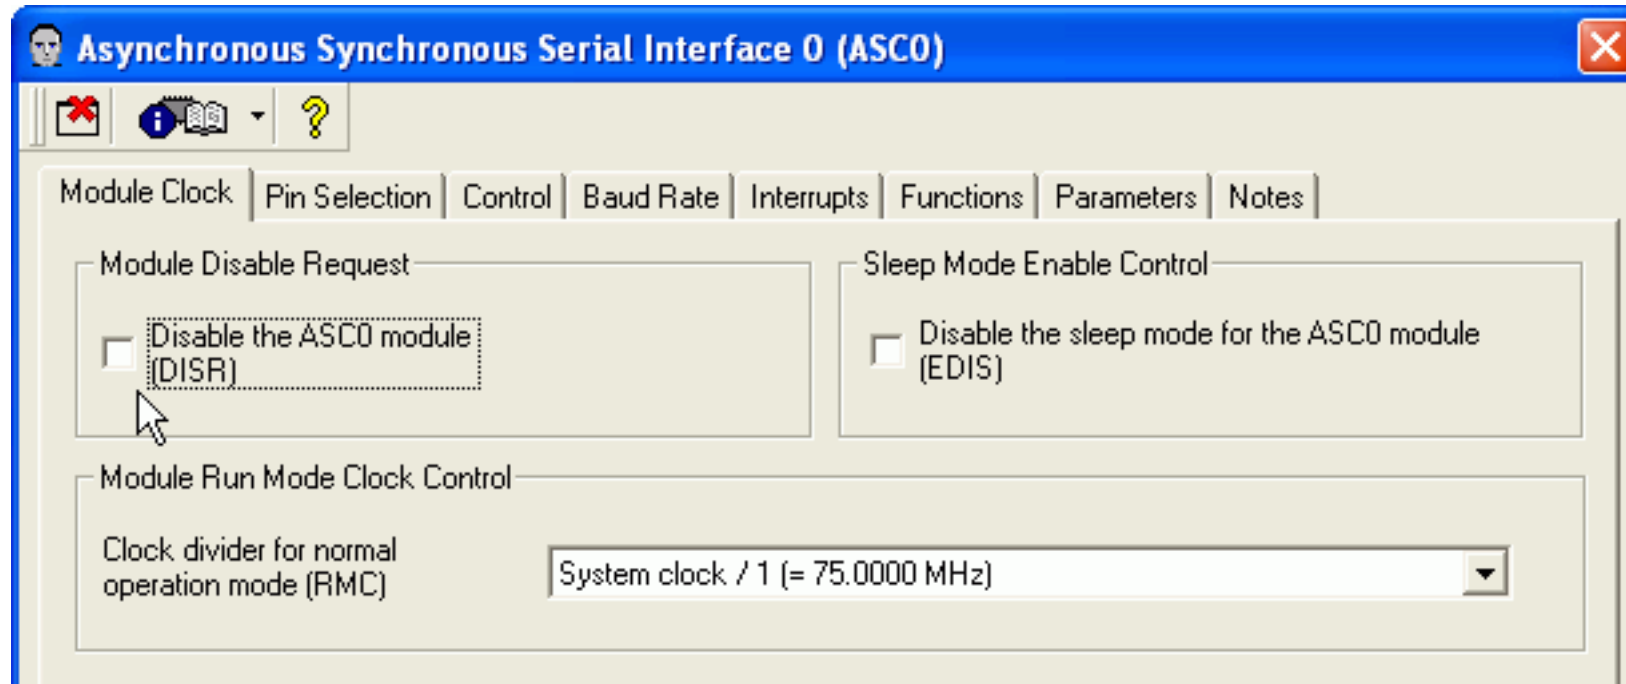 Asynchronous Synchronous Serial Interface 0 (ASC0)
Module Clock Pin Selection Control Baud Rate Interrupts Functions Parameters Notes
Module Disable Request
Disable the ASC0 module
(DISR)
Sleep Mode Enable Control
Disable the sleep mode for the ASC0 module
(EDIS)
Module Run Mode Clock Control
Clock divider for normal
operation mode (RMC)
System clock / 1 (= 75.0000 MHz)